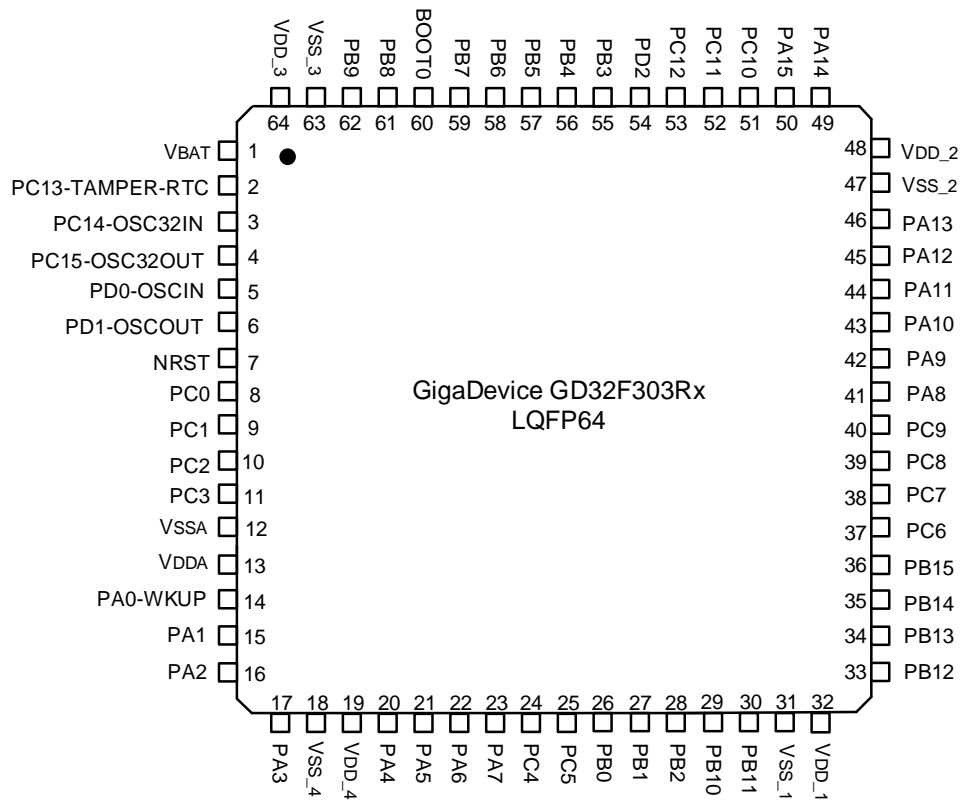 VDD_3
VSS_3
PB9
PB8
BOOT0
PB7
PB6
PB5
PB4
PB3
PD2
PC12
PC11
PC10
PA15
PA14
64 63 62 61 60 59 58 57 56 55 54 53 52 51 50 49
VBAT 1
PC13-TAMPER-RTC 2
PC14-OSC32IN 3
PC15-OSC32OUT 4
PD0-OSCIN 5
PD1-OSCOUT 6
NRST 7
PC0 8
PC1 9
PC2 10
PC3 11
VSSA 12
VDDA 13
PA0-WKUP 14
PA1 15
PA2 16
GigaDevice GD32F303Rx
LQFP64
48 VDD_2
47 VSS_2
46 PA13
45 PA12
44 PA11
43 PA10
42 PA9
41 PA8
40 PC9
39 PC8
38 PC7
37 PC6
36 PB15
35 PB14
34 PB13
33 PB12
17 18 19 20 21 22 23 24 25 26 27 28 29 30 31 32
PA3
VSS_4
VDD_4
PA4
PA5
PA6
PA7
PC4
PC5
PB0
PB1
PB2
PB10
PB11
VSS_1
VDD_1